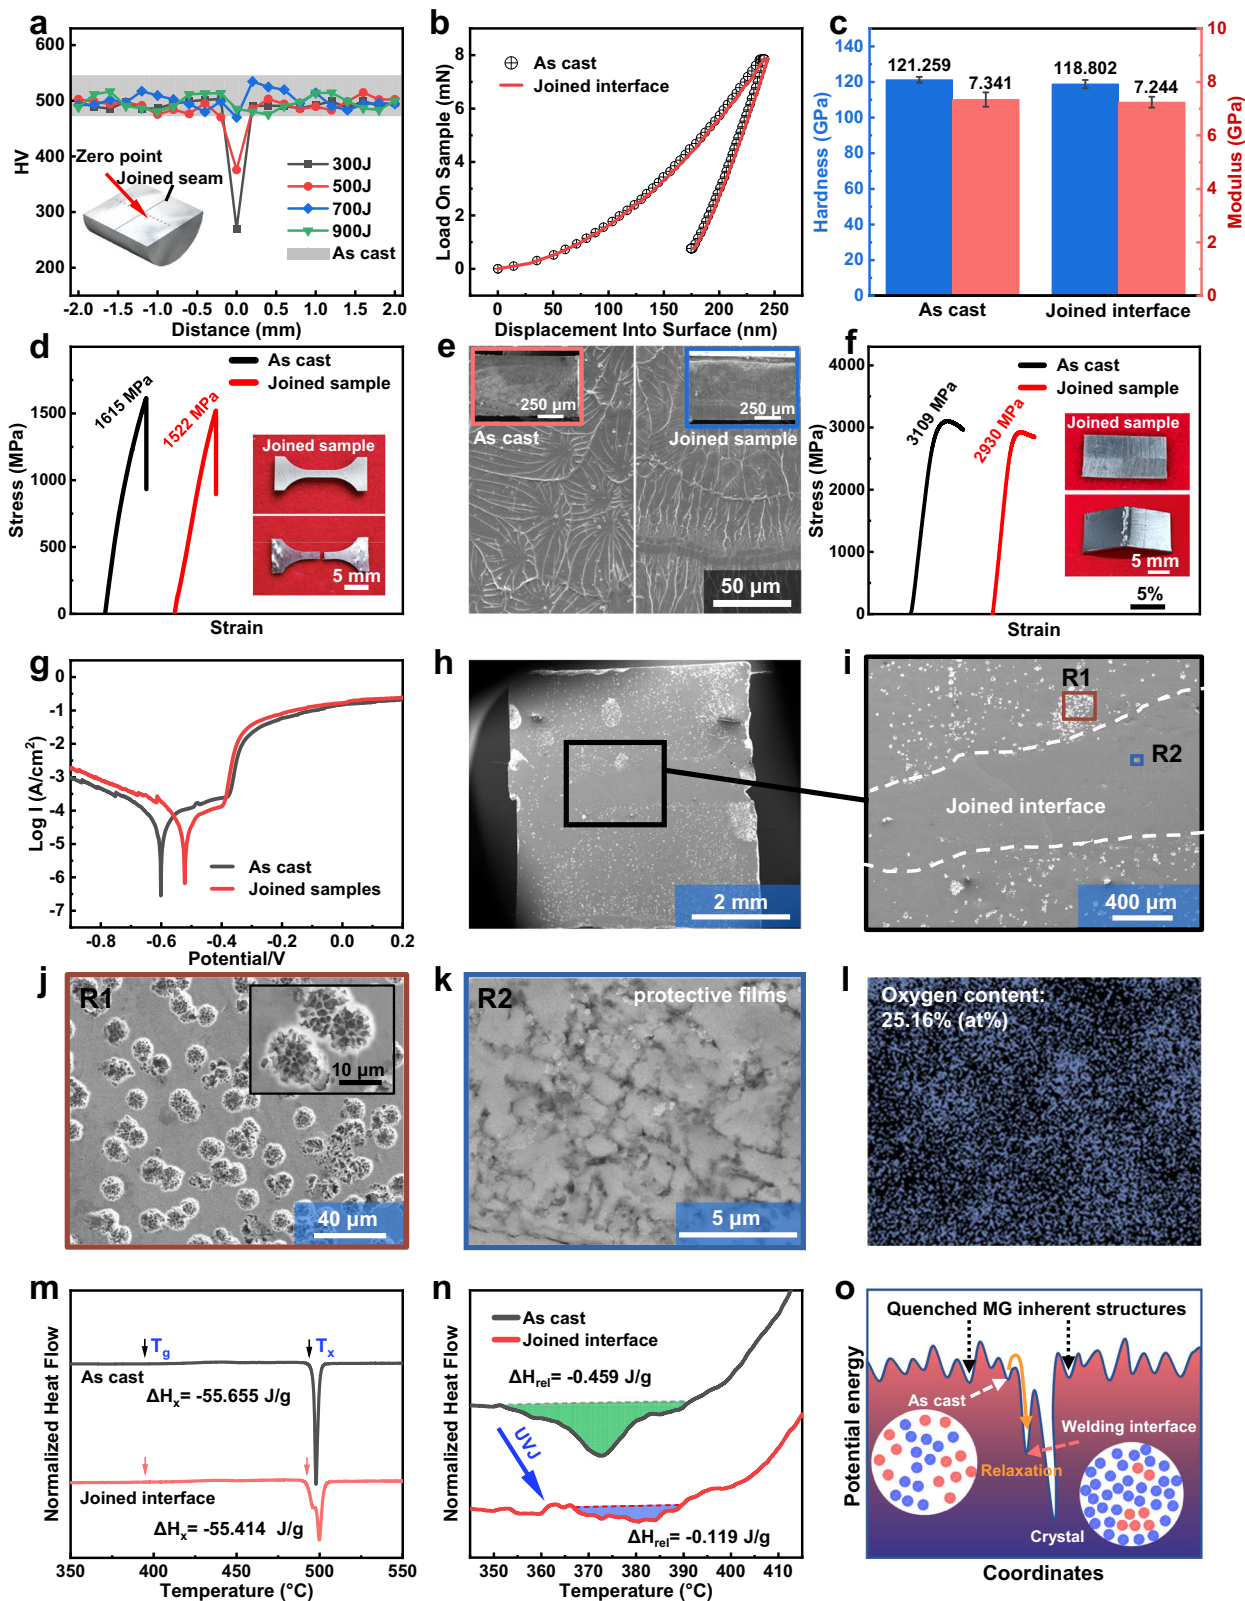 a
600
500
400
300
200
HV
Zero point
Joined seam
300J
500J
700J
900J
As cast
-2.0 -1.5 -1.0 -0.5 0.0 0.5 1.0 1.5 2.0
Distance (mm)
b
8
6
4
2
0
Load On Sample (mN)
As cast
Joined interface
0 50 100 150 200 250
Displacement Into Surface (nm)
c
140
120
100
80
60
40
20
0
Hardness (GPa)
121.259
7.341
118.802
7.244
10
8
6
4
2
0
Modulus (GPa)
As cast Joined interface
d
1500
1000
500
0
Stress (MPa)
As cast
Joined sample
1615 MPa
1522 MPa
Joined sample
5 mm
Strain
e
250 μm
As cast
250 μm
Joined sample
50 μm
f
4000
3000
2000
1000
0
Stress (MPa)
As cast
Joined sample
3109 MPa
2930 MPa
Joined sample
5 mm
5%
Strain
g
0
-1
-2
-3
-4
-5
-6
-7
Log I (A/cm²)
As cast
Joined samples
-0.8 -0.6 -0.4 -0.2 0.0 0.2
Potential/V
h
2 mm
i
R1
R2
Joined interface
400 μm
j
R1
10 μm
40 μm
k
R2
protective films
5 μm
l
Oxygen content:
25.16% (at%)
m
Normalized Heat Flow
Tg
Tx
As cast
ΔHx= -55.655 J/g
Joined interface
ΔHx= -55.414 J/g
350 400 450 500 550
Temperature (°C)
n
Normalized Heat Flow
As cast
Joined interface
ΔHrel= -0.459 J/g
UVJ
ΔHrel= -0.119 J/g
350 360 370 380 390 400 410
Temperature (°C)
o
Potential energy
Quenched MG inherent structures
As cast
Welding interface
Relaxation
Crystal
Coordinates